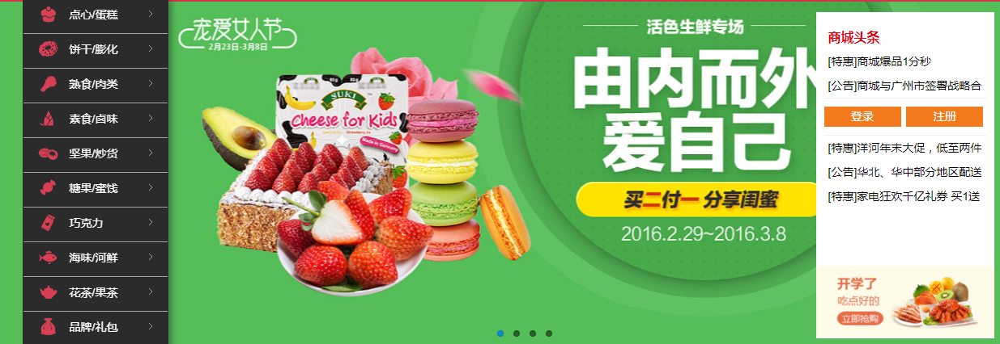 点心/蛋糕
饼干/膨化
熟食/肉类
素食/卤味
坚果/炒货
糖果/蜜饯
巧克力
海味/河鲜
花茶/果茶
品牌/礼包
宠爱女人节
2月23日-3月8日
85g
85g
SUKI
Cheese for Kids
Made in Germany
活色生鲜专场
由内而外
爱自己
买二付一 分享闺蜜
2016.2.29~2016.3.8
商城头条
[特惠]商城爆品1分秒
[公告]商城与广州市签署战略合
登录 注册
[特惠]洋河年末大促，低至两件
[公告]华北、华中部分地区配送
[特惠]家电狂欢千亿礼券 买1送
开学了
吃点好的
立即抢购